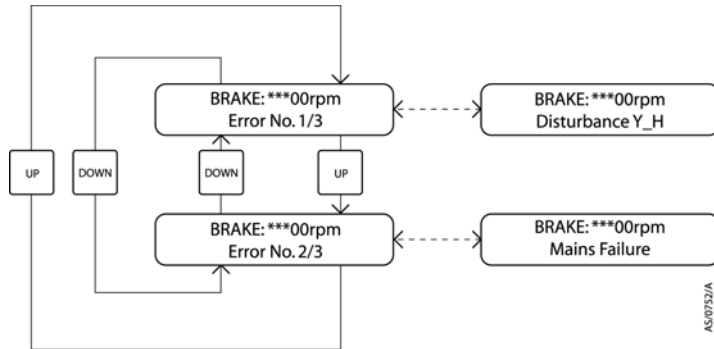 BRAKE: ***00rpm
Error No. 1/3
BRAKE: ***00rpm
Disturbance Y_H
UP
DOWN
DOWN
UP
BRAKE: ***00rpm
Error No. 2/3
BRAKE: ***00rpm
Mains Failure
AS/0752/A